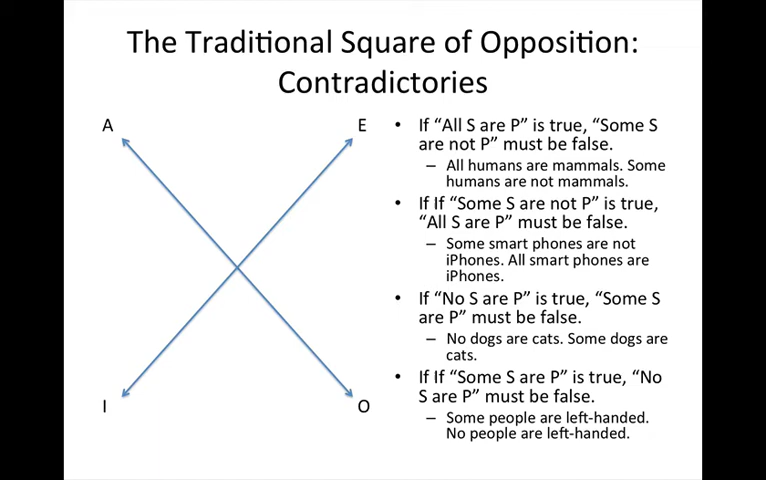 The Traditional Square of Opposition:
Contradictories
A
E
I
O
• If “All S are P” is true, “Some S
are not P” must be false.
– All humans are mammals. Some
humans are not mammals.
• If If “Some S are not P” is true,
“All S are P” must be false.
– Some smart phones are not
iPhones. All smart phones are
iPhones.
• If “No S are P” is true, “Some S
are P” must be false.
– No dogs are cats. Some dogs are
cats.
• If If “Some S are P” is true, “No
S are P” must be false.
– Some people are left-handed.
No people are left-handed.